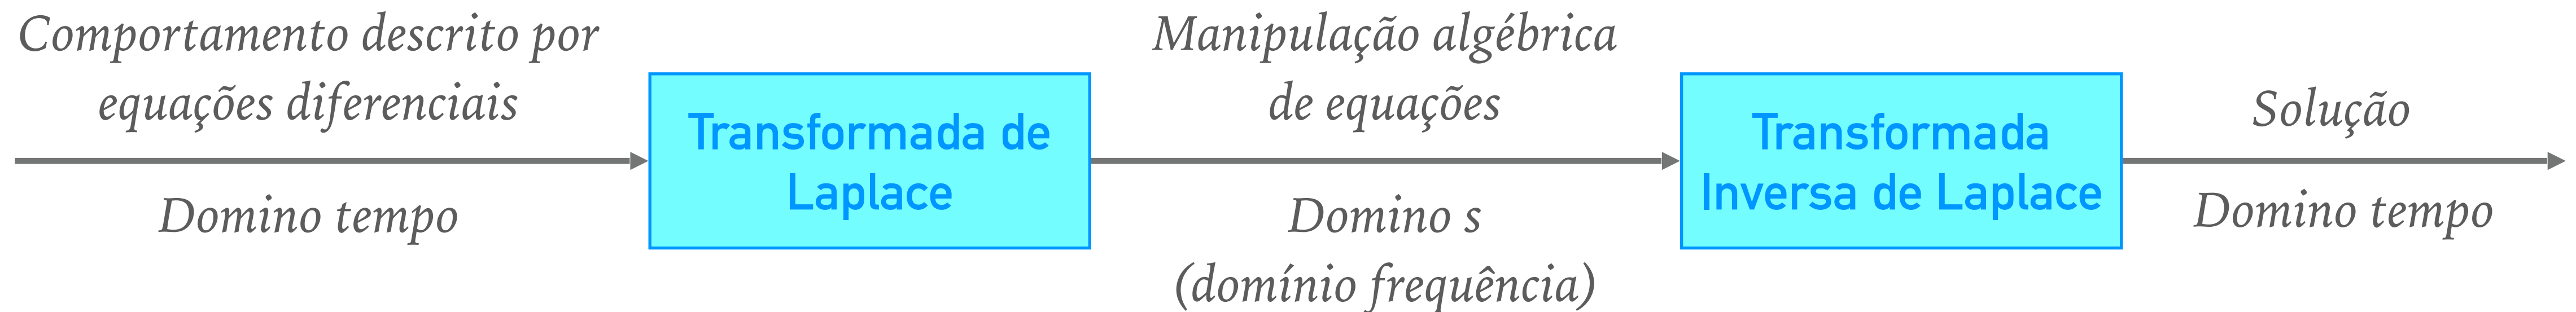 Comportamento descrito por
equações diferenciais
Domino tempo
Transformada de
Laplace
Manipulação algébrica
de equações
Domino s
(domínio frequência)
Transformada
Inversa de Laplace
Solução
Domino tempo